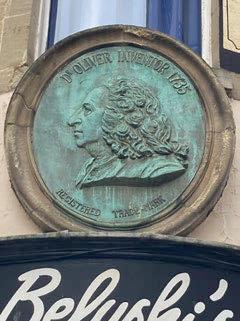 Dr OLIVER INVENTOR 1735
REGISTERED TRADE MARK
Belushi's